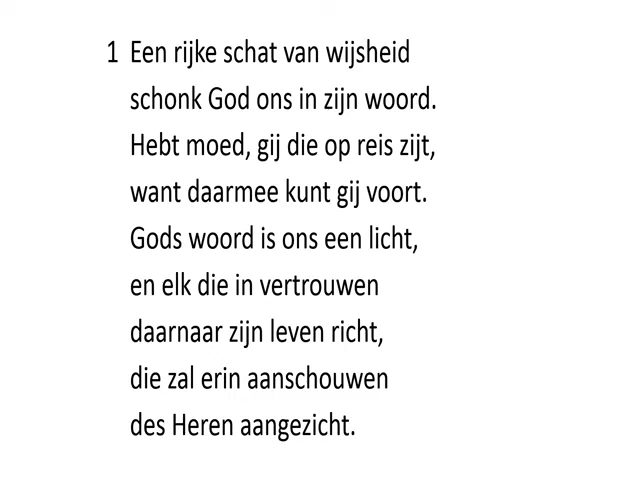 1 Een rijke schat van wijsheid
schonk God ons in zijn woord.
Hebt moed, gij die op reis zijt,
want daarmee kunt gij voort.
Gods woord is ons een licht,
en elk die in vertrouwen
daarnaar zijn leven richt,
die zal erin aanschouwen
des Heren aangezicht.